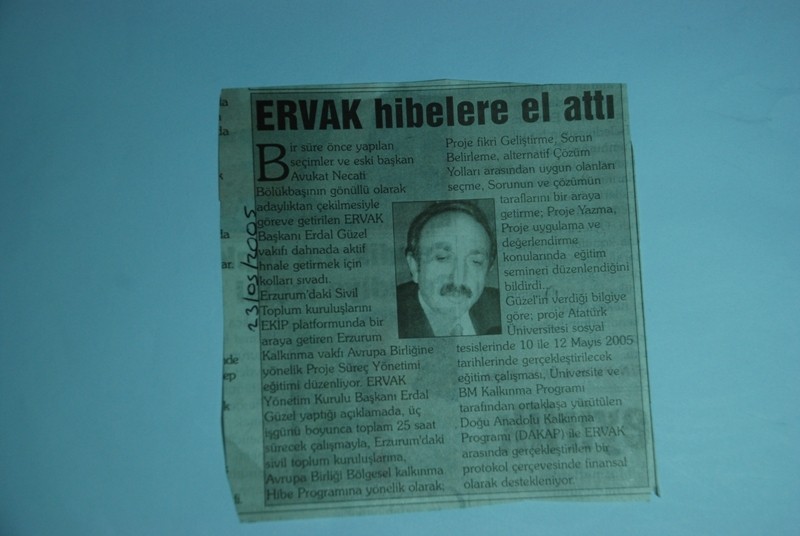 ERVAK hibelere el attı
Bir süre önce yapılan
seçimler ve eski başkan
Avukat Necati
Bölükbaşının gönüllü olarak
adaylıktan çekilmesiyle
göreve getirilen ERVAK
Başkanı Erdal Güzel
vakıfı dahnada aktif
hnale getirmek için
kolları sıvadı.
Erzurum'daki Sivil
Toplum kuruluşlarını
EKİP platformunda bir
araya getiren Erzurum
Kalkınma vakfı Avrupa Birliğine
yönelik Proje Süreç Yönetimi
eğitimi düzenliyor. ERVAK
Yönetim Kurulu Başkanı Erdal
Güzel yaptığı açıklamada, üç
işgünü boyunca toplam 25 saat
sürecek çalışmayla, Erzurum'daki
sivil toplum kuruluşlarına,
Avrupa Birliği Bölgesel kalkınma
Hibe Programına yönelik olarak;
Proje fikri Geliştirme, Sorun
Belirleme, alternatif Çözüm
Yolları arasından uygun olanları
seçme, Sorunun ve çözümün
taraflarını bir araya
getirme; Proje Yazma;
Proje uygulama ve
değerlendirme
konularında eğitim
semineri düzenlendiğini
bildirdi.
Güzel'in verdiği bilgiye
göre; proje Atatürk
Üniversitesi sosyal
tesislerinde 10 ile 12 Mayıs 2005
tarihlerinde gerçekleştirilecek
eğitim çalışması, Üniversite ve
BM Kalkınma Programı
tarafından ortaklaşa yürütülen
Doğu Anadolu Kalkınma
Programı (DAKAP) ile ERVAK
arasında gerçekleştirilen bir
protokol çerçevesinde finansal
olarak destekleniyor.
23/05/2005